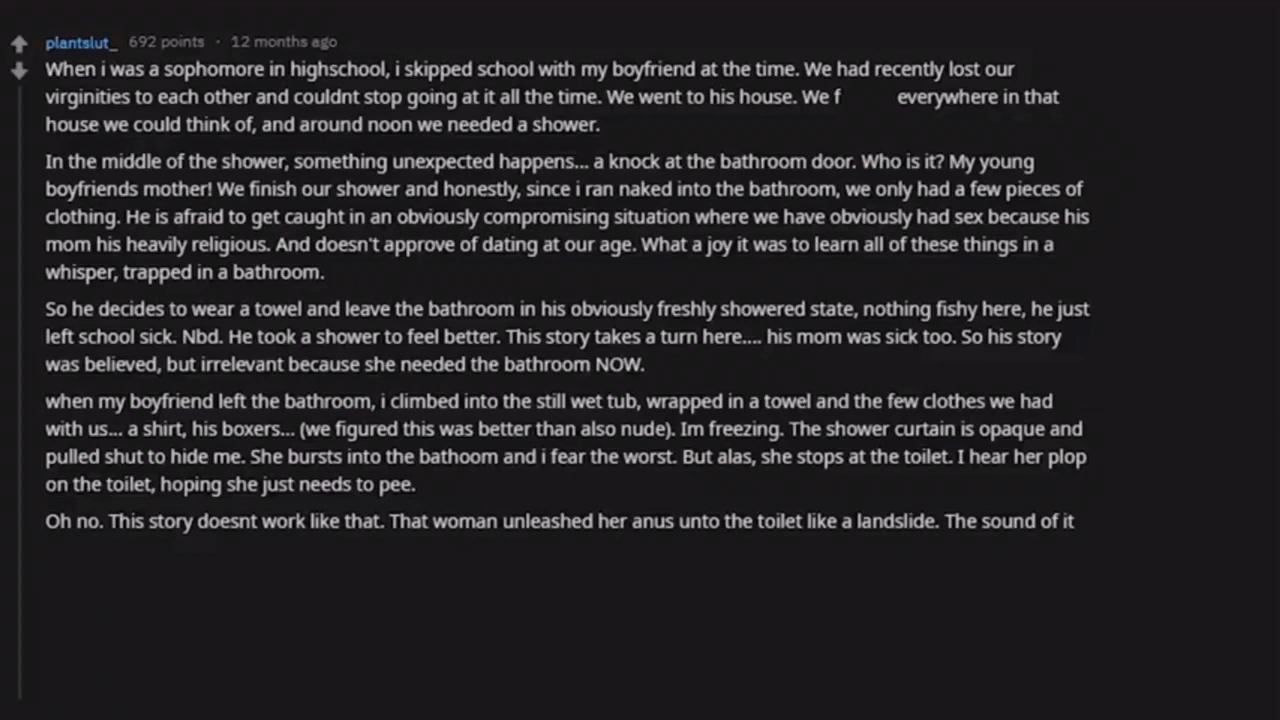 plantslut_ 692 points · 12 months ago
When i was a sophomore in highschool, i skipped school with my boyfriend at the time. We had recently lost our
virginities to each other and couldnt stop going at it all the time. We went to his house. We f everywhere in that
house we could think of, and around noon we needed a shower.
In the middle of the shower, something unexpected happens... a knock at the bathroom door. Who is it? My young
boyfriends mother! We finish our shower and honestly, since i ran naked into the bathroom, we only had a few pieces of
clothing. He is afraid to get caught in an obviously compromising situation where we have obviously had sex because his
mom his heavily religious. And doesn't approve of dating at our age. What a joy it was to learn all of these things in a
whisper, trapped in a bathroom.
So he decides to wear a towel and leave the bathroom in his obviously freshly showered state, nothing fishy here, he just
left school sick. Nbd. He took a shower to feel better. This story takes a turn here.... his mom was sick too. So his story
was believed, but irrelevant because she needed the bathroom NOW.
when my boyfriend left the bathroom, i climbed into the still wet tub, wrapped in a towel and the few clothes we had
with us... a shirt, his boxers... (we figured this was better than also nude). Im freezing. The shower curtain is opaque and
pulled shut to hide me. She bursts into the bathoom and i fear the worst. But alas, she stops at the toilet. I hear her plop
on the toilet, hoping she just needs to pee.
Oh no. This story doesnt work like that. That woman unleashed her anus unto the toilet like a landslide. The sound of it